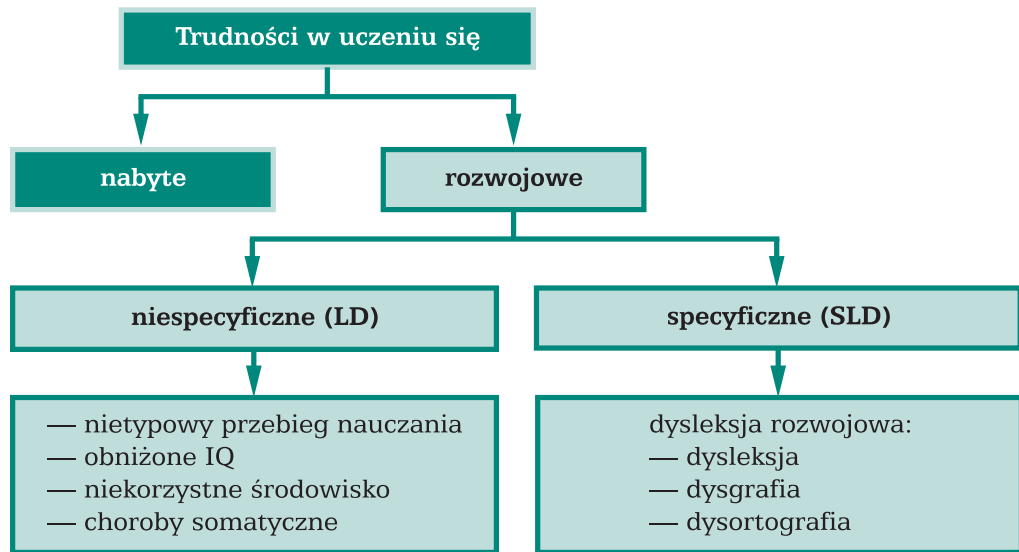 Trudności w uczeniu się
nabyte
rozwojowe
niespecyficzne (LD)
specyficzne (SLD)
— nietypowy przebieg nauczania
— obniżone IQ
— niekorzystne środowisko
— choroby somatyczne
dysleksja rozwojowa:
— dysleksja
— dysgrafia
— dysortografia